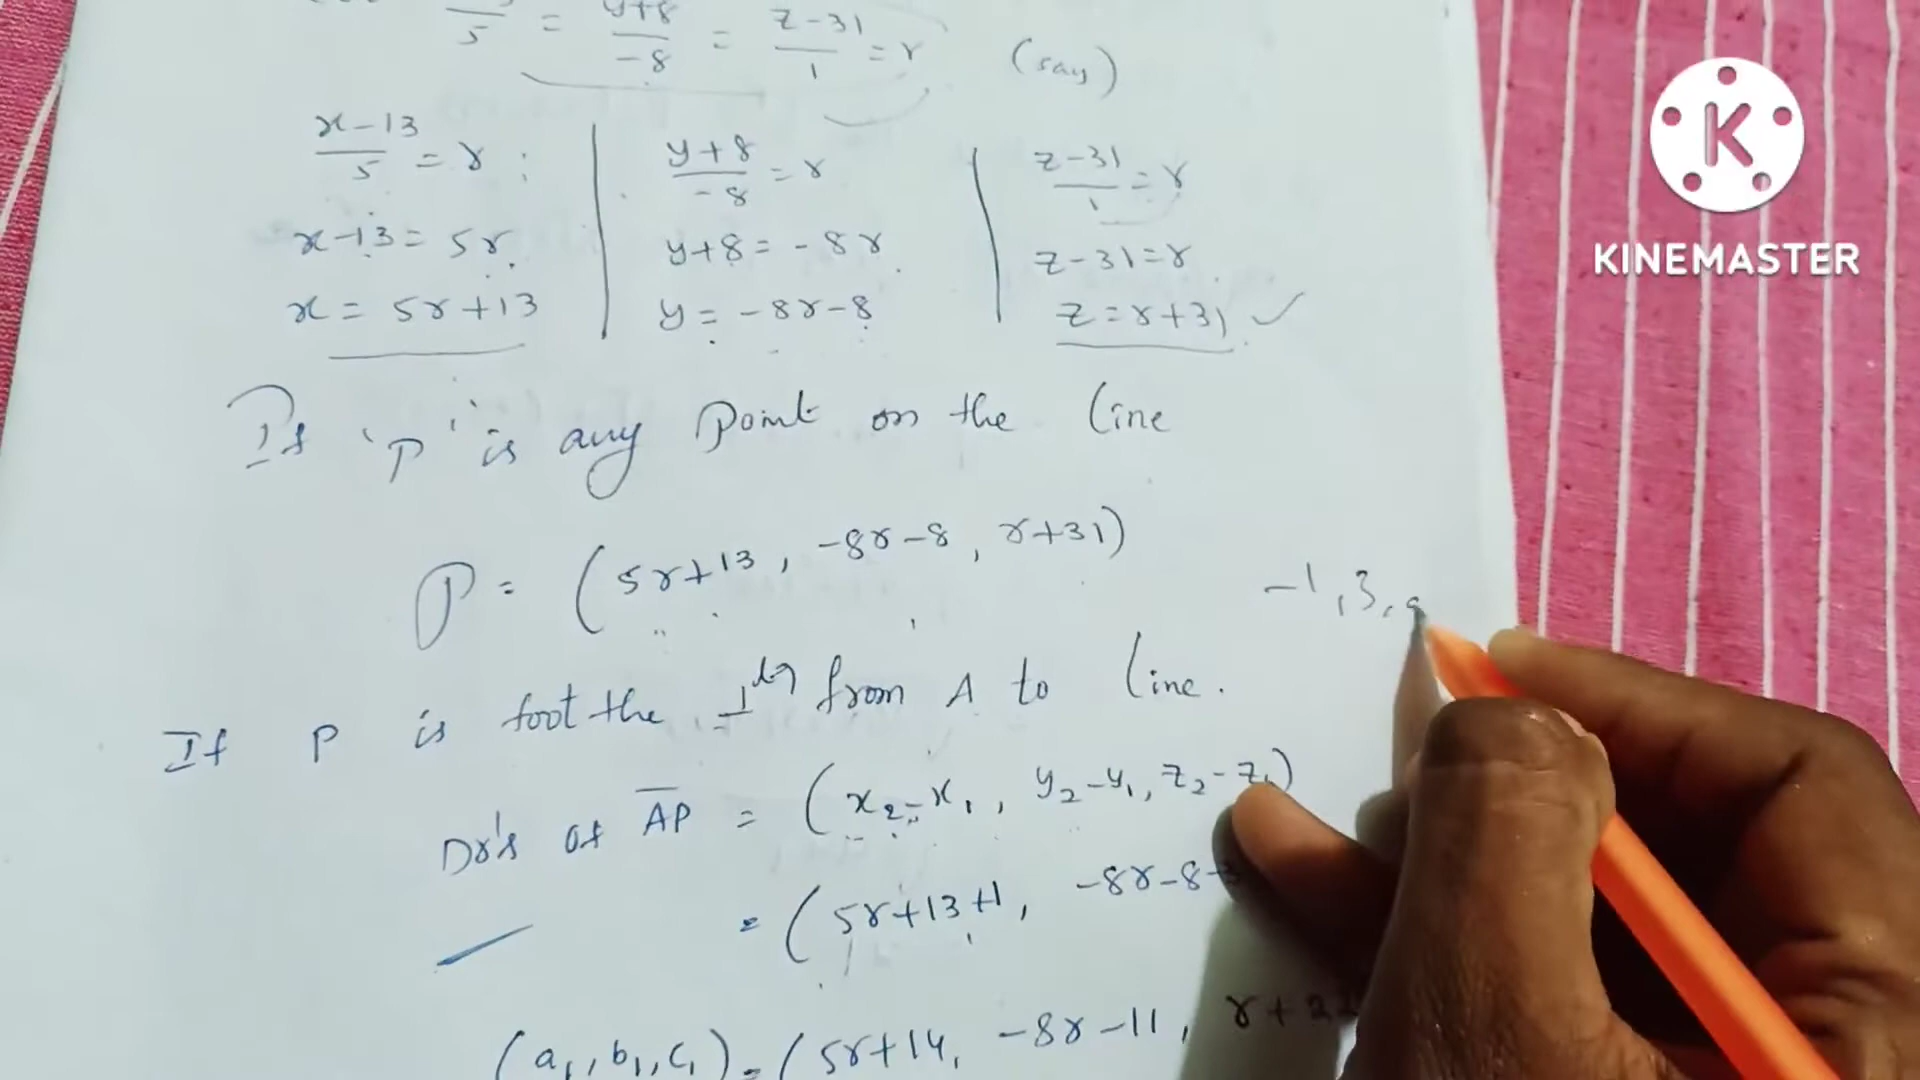 5 = y+8/-8 = z-31/1 = r (say)
x-13/5 = r ; y+8/-8 = r z-31/1 = r
x-13 = 5r y+8 = -8r z-31 = r
x = 5r+13 y = -8r-8 z = r+31 ✓
If 'P' is any point on the line
P = (5r+13, -8r-8, r+31)
-1, 3,
If P is foot the ⊥ from A to line.
Dr's of AP = (x2-x1, y2-y1, z2-z1)
= (5r+13+1, -8r-8-
(a1, b1, c1) = (5r+14, -8r-11, r+
K
KINEMASTER